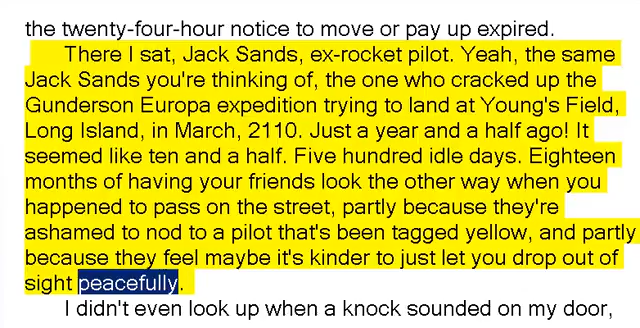 the twenty-four-hour notice to move or pay up expired.
There I sat, Jack Sands, ex-rocket pilot. Yeah, the same
Jack Sands you're thinking of, the one who cracked up the
Gunderson Europa expedition trying to land at Young's Field,
Long Island, in March, 2110. Just a year and a half ago! It
seemed like ten and a half. Five hundred idle days. Eighteen
months of having your friends look the other way when you
happened to pass on the street, partly because they're
ashamed to nod to a pilot that's been tagged yellow, and partly
because they feel maybe it's kinder to just let you drop out of
sight peacefully.
I didn't even look up when a knock sounded on my door,